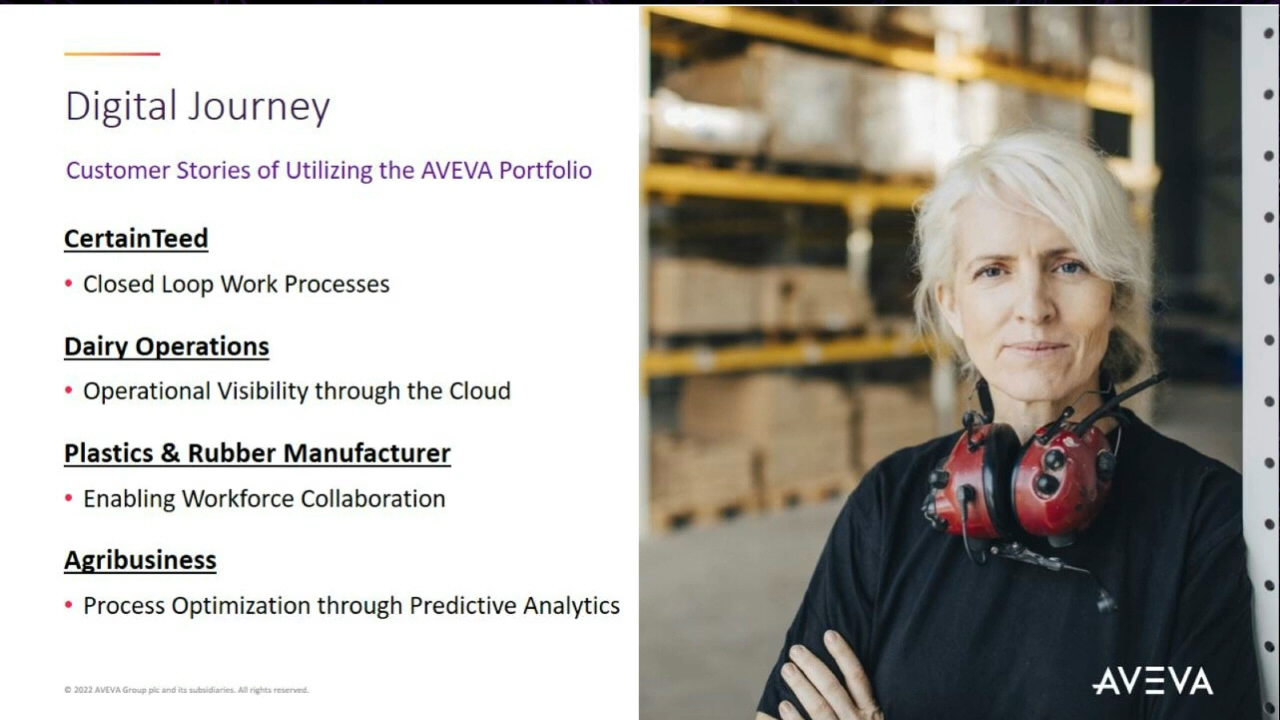 Digital Journey
Customer Stories of Utilizing the AVEVA Portfolio
CertainTeed
• Closed Loop Work Processes
Dairy Operations
• Operational Visibility through the Cloud
Plastics & Rubber Manufacturer
• Enabling Workforce Collaboration
Agribusiness
• Process Optimization through Predictive Analytics
© 2022 AVEVA Group plc and its subsidiaries. All rights reserved.
AVEVA